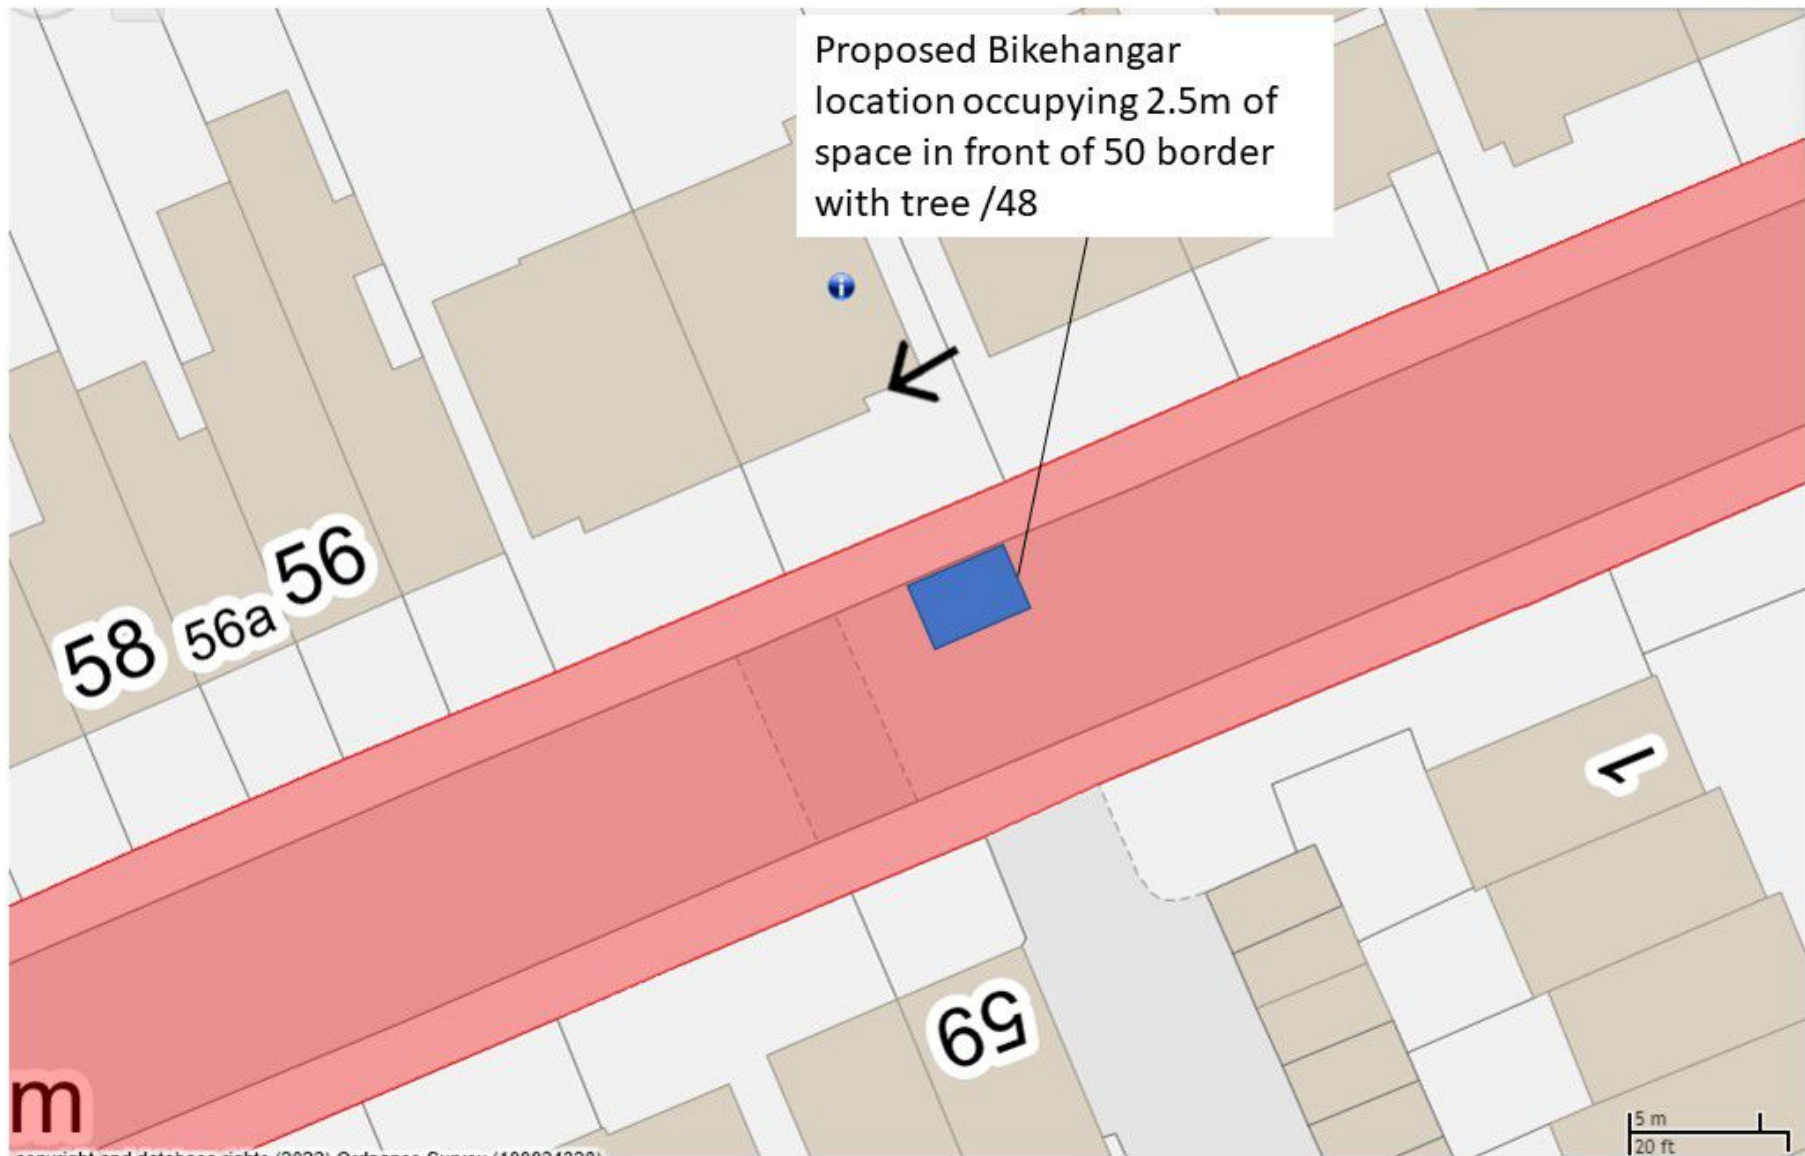 Proposed Bikehangar
location occupying 2.5m of
space in front of 50 border
with tree /48
i
56
56a
58
1
59
m
5 m
20 ft